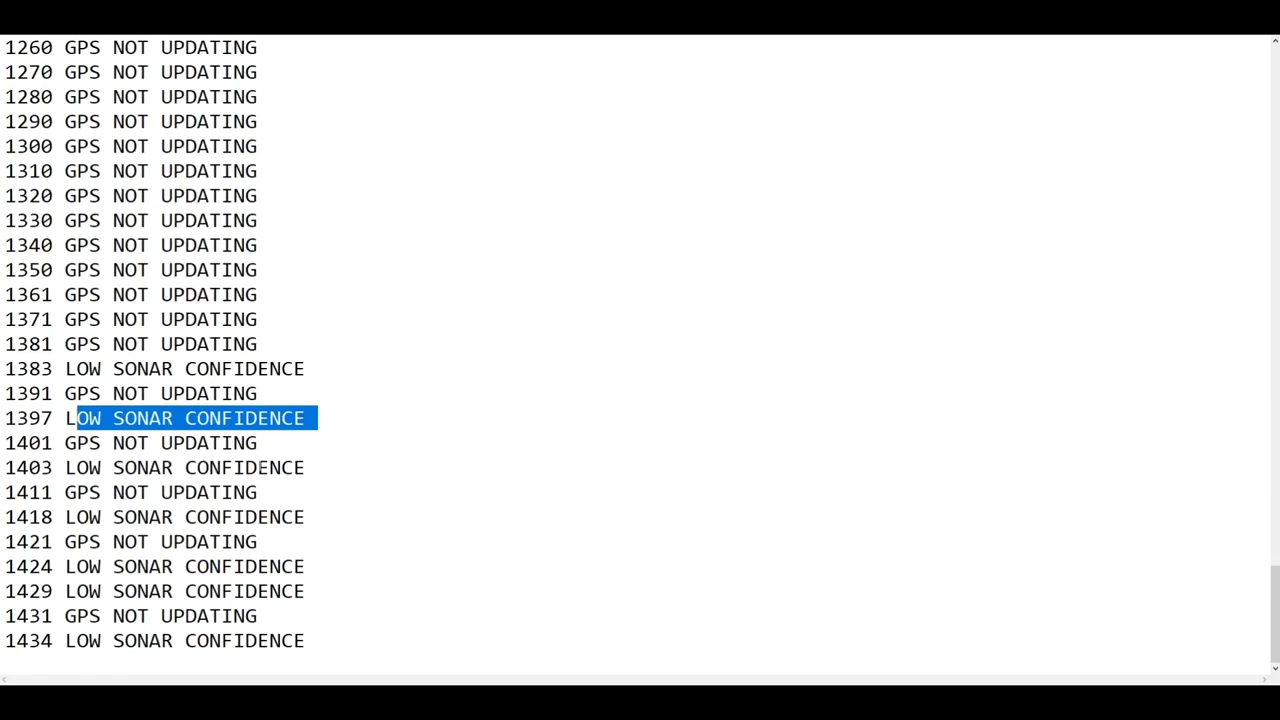 1260 GPS NOT UPDATING
1270 GPS NOT UPDATING
1280 GPS NOT UPDATING
1290 GPS NOT UPDATING
1300 GPS NOT UPDATING
1310 GPS NOT UPDATING
1320 GPS NOT UPDATING
1330 GPS NOT UPDATING
1340 GPS NOT UPDATING
1350 GPS NOT UPDATING
1361 GPS NOT UPDATING
1371 GPS NOT UPDATING
1381 GPS NOT UPDATING
1383 LOW SONAR CONFIDENCE
1391 GPS NOT UPDATING
1397 LOW SONAR CONFIDENCE
1401 GPS NOT UPDATING
1403 LOW SONAR CONFIDENCE
1411 GPS NOT UPDATING
1418 LOW SONAR CONFIDENCE
1421 GPS NOT UPDATING
1424 LOW SONAR CONFIDENCE
1429 LOW SONAR CONFIDENCE
1431 GPS NOT UPDATING
1434 LOW SONAR CONFIDENCE